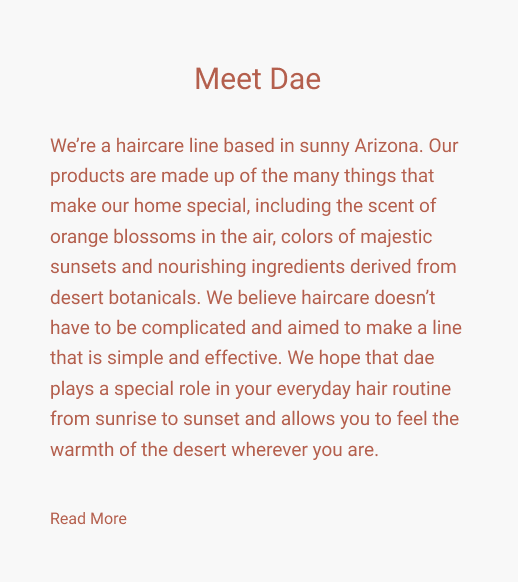 Meet Dae
We’re a haircare line based in sunny Arizona. Our
products are made up of the many things that
make our home special, including the scent of
orange blossoms in the air, colors of majestic
sunsets and nourishing ingredients derived from
desert botanicals. We believe haircare doesn’t
have to be complicated and aimed to make a line
that is simple and effective. We hope that dae
plays a special role in your everyday hair routine
from sunrise to sunset and allows you to feel the
warmth of the desert wherever you are.
Read More